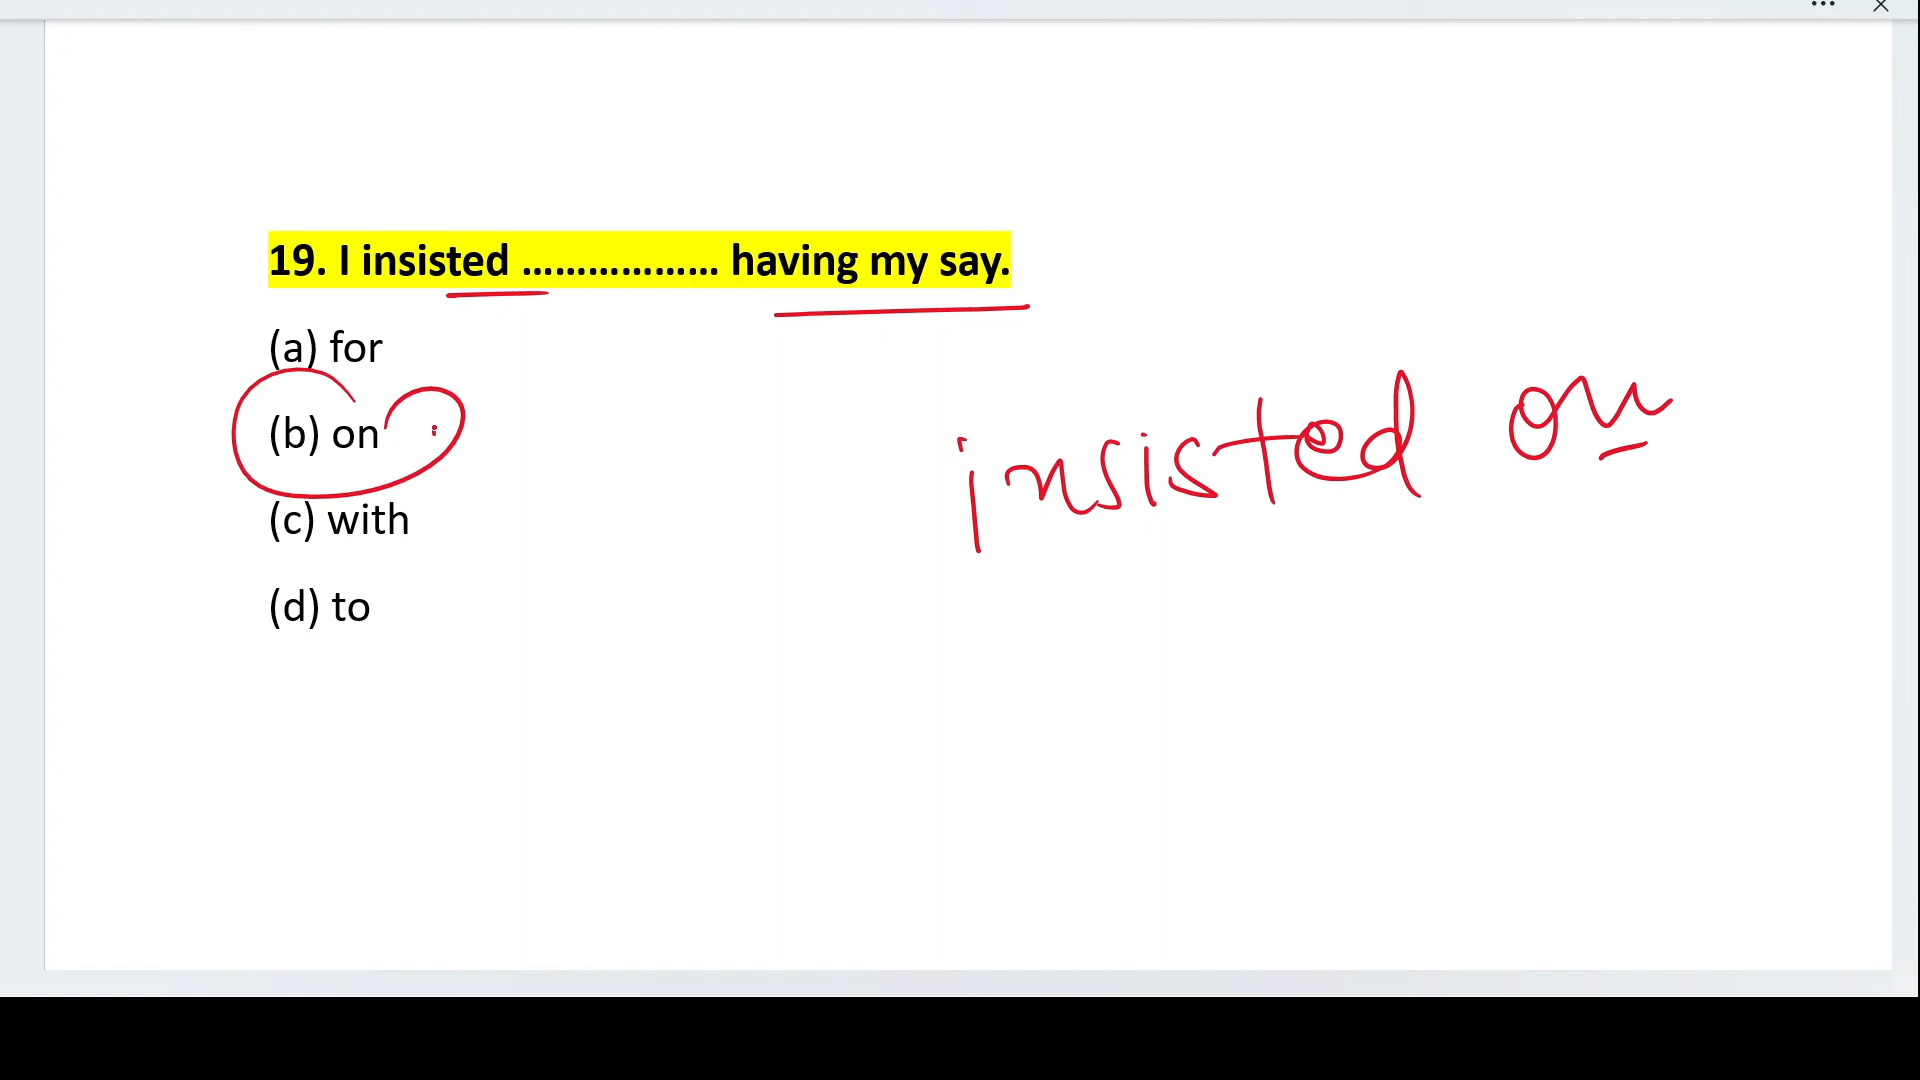 19. I insisted .................. having my say.
(a) for
(b) on
(c) with
(d) to
insisted on